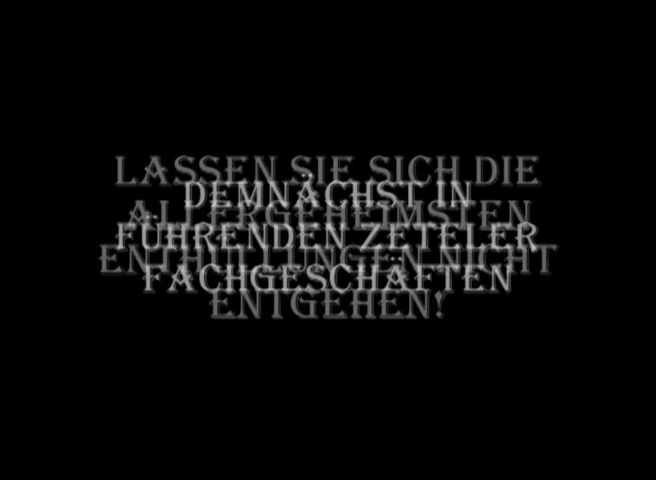 LASSEN SIE SICH DIE
ALLERGEHEIMSTEN
ENTHÜLLUNGEN NICHT
ENTGEHEN!
DEMNÄCHST IN
FÜHRENDEN ZETELER
FACHGESCHÄFTEN